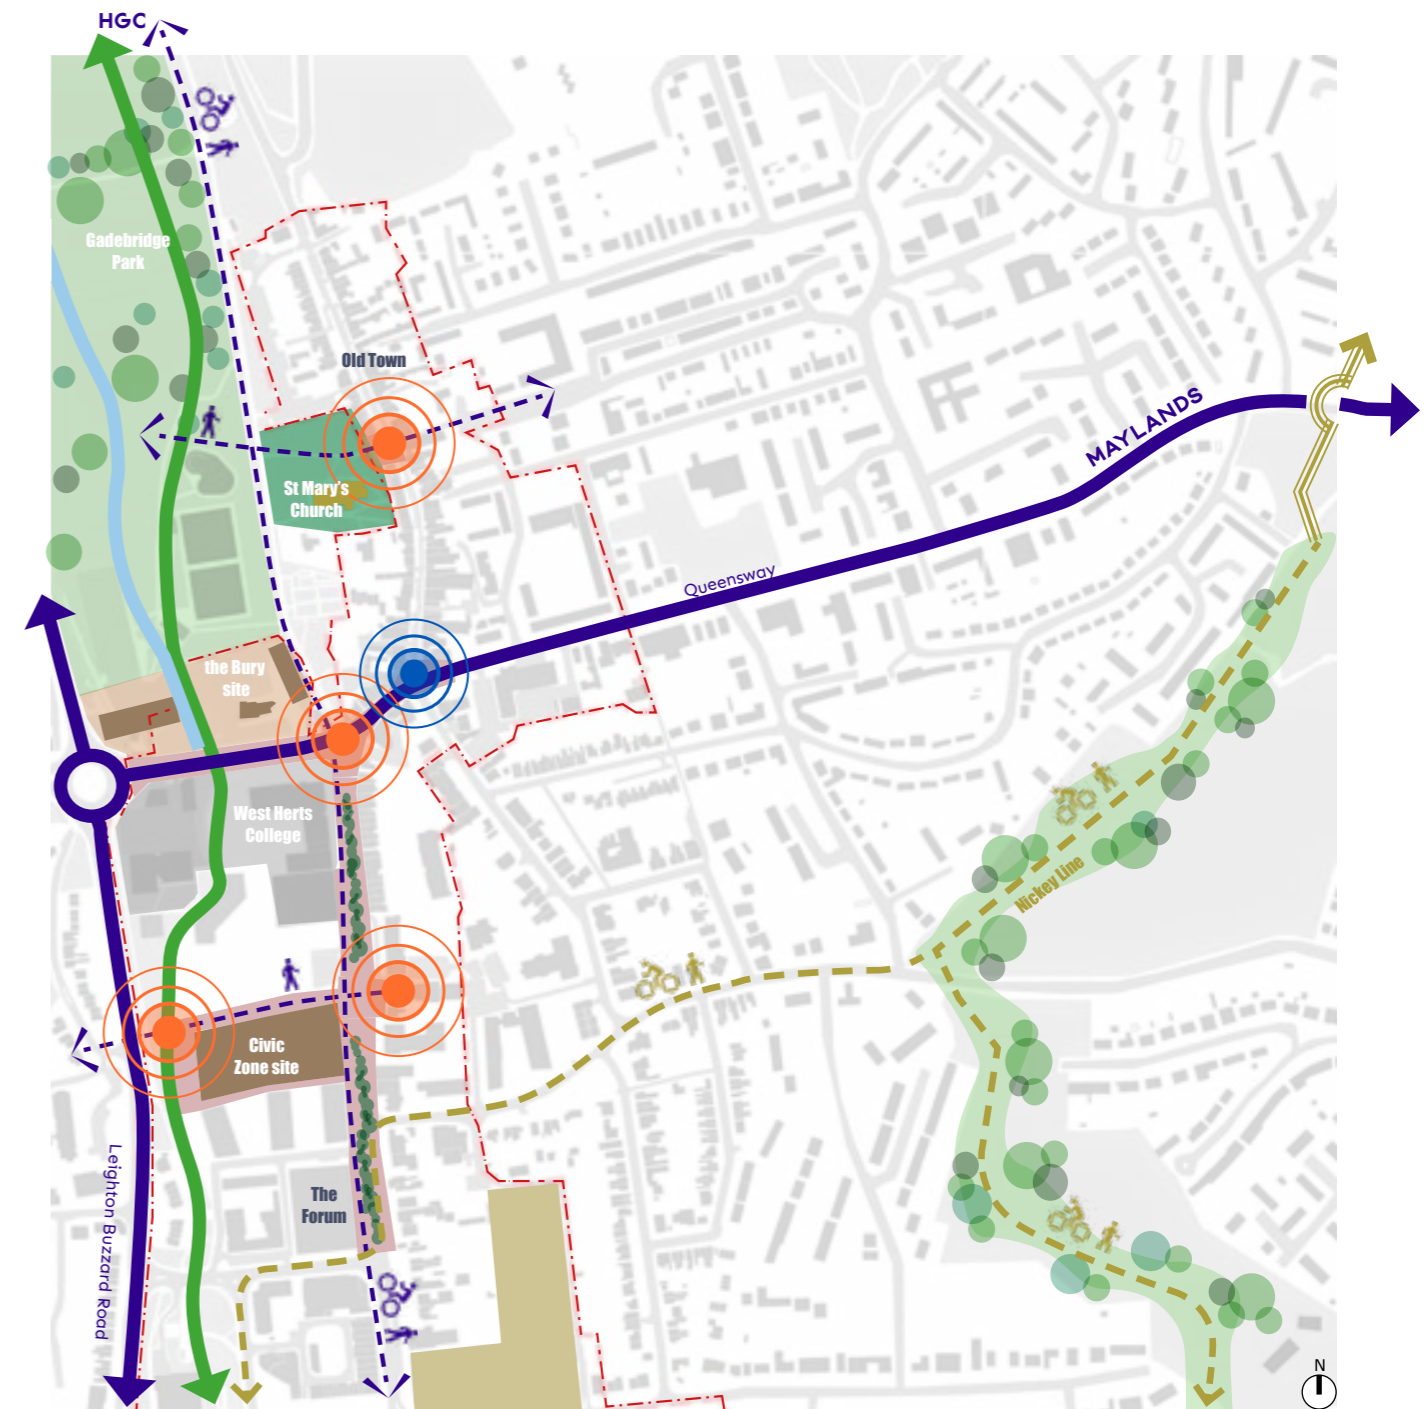 HGC
Gadebridge
Park
Old Town
MAYLANDS
St Mary's
Church
Queensway
the Bury
site
West Herts
College
Nickey Line
Civic
Zone site
Leighton Buzzard Road
The
Forum
N